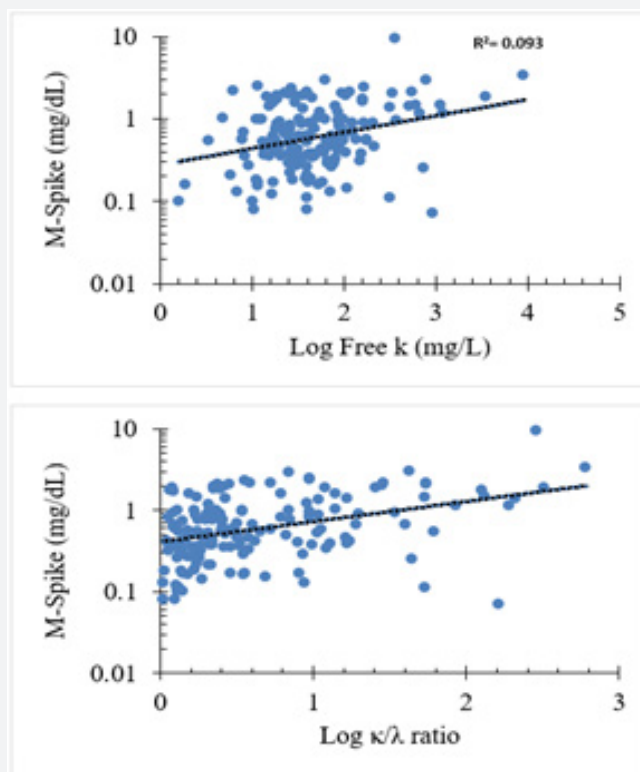 R²= 0.093
M-Spike (mg/dL)
10
1
0.1
0.01
0 1 2 3 4 5
Log Free k (mg/L)
M-Spike (mg/dL)
10
1
0.1
0.01
0 1 2 3
Log κ/λ ratio